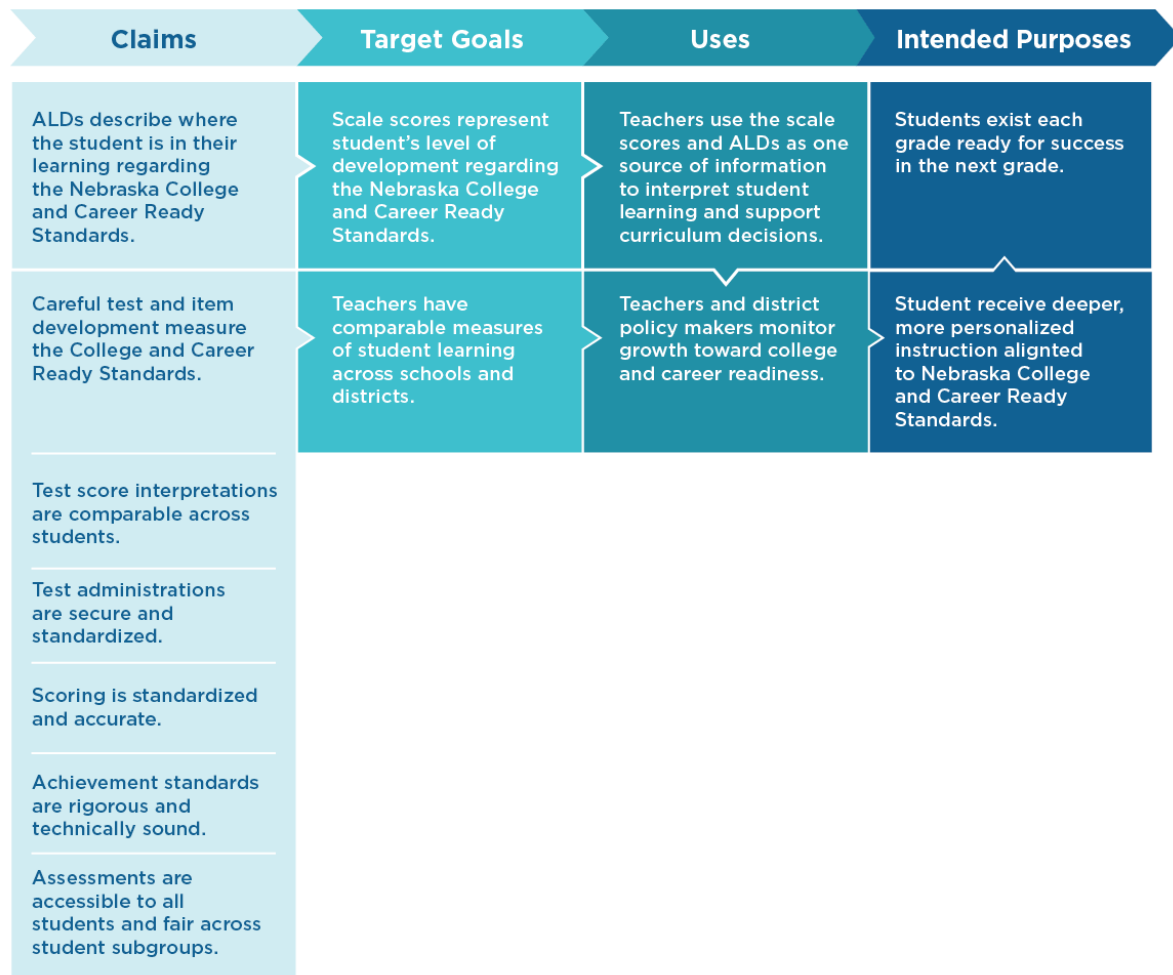 Claims
Target Goals
Uses
Intended Purposes
ALDs describe where
the student is in their
learning regarding
the Nebraska College
and Career Ready
Standards.
Scale scores represent
student's level of
development regarding
the Nebraska College
and Career Ready
Standards.
Teachers use the scale
scores and ALDs as one
source of information
to interpret student
learning and support
curriculum decisions.
Students exist each
grade ready for success
in the next grade.
Careful test and item
development measure
the College and Career
Ready Standards.
Teachers have
comparable measures
of student learning
across schools and
districts.
Teachers and district
policy makers monitor
growth toward college
and career readiness.
Student receive deeper,
more personalized
instruction alignted
to Nebraska College
and Career Ready
Standards.
Test score interpretations
are comparable across
students.
Test administrations
are secure and
standardized.
Scoring is standardized
and accurate.
Achievement standards
are rigorous and
technically sound.
Assessments are
accessible to all
students and fair across
student subgroups.